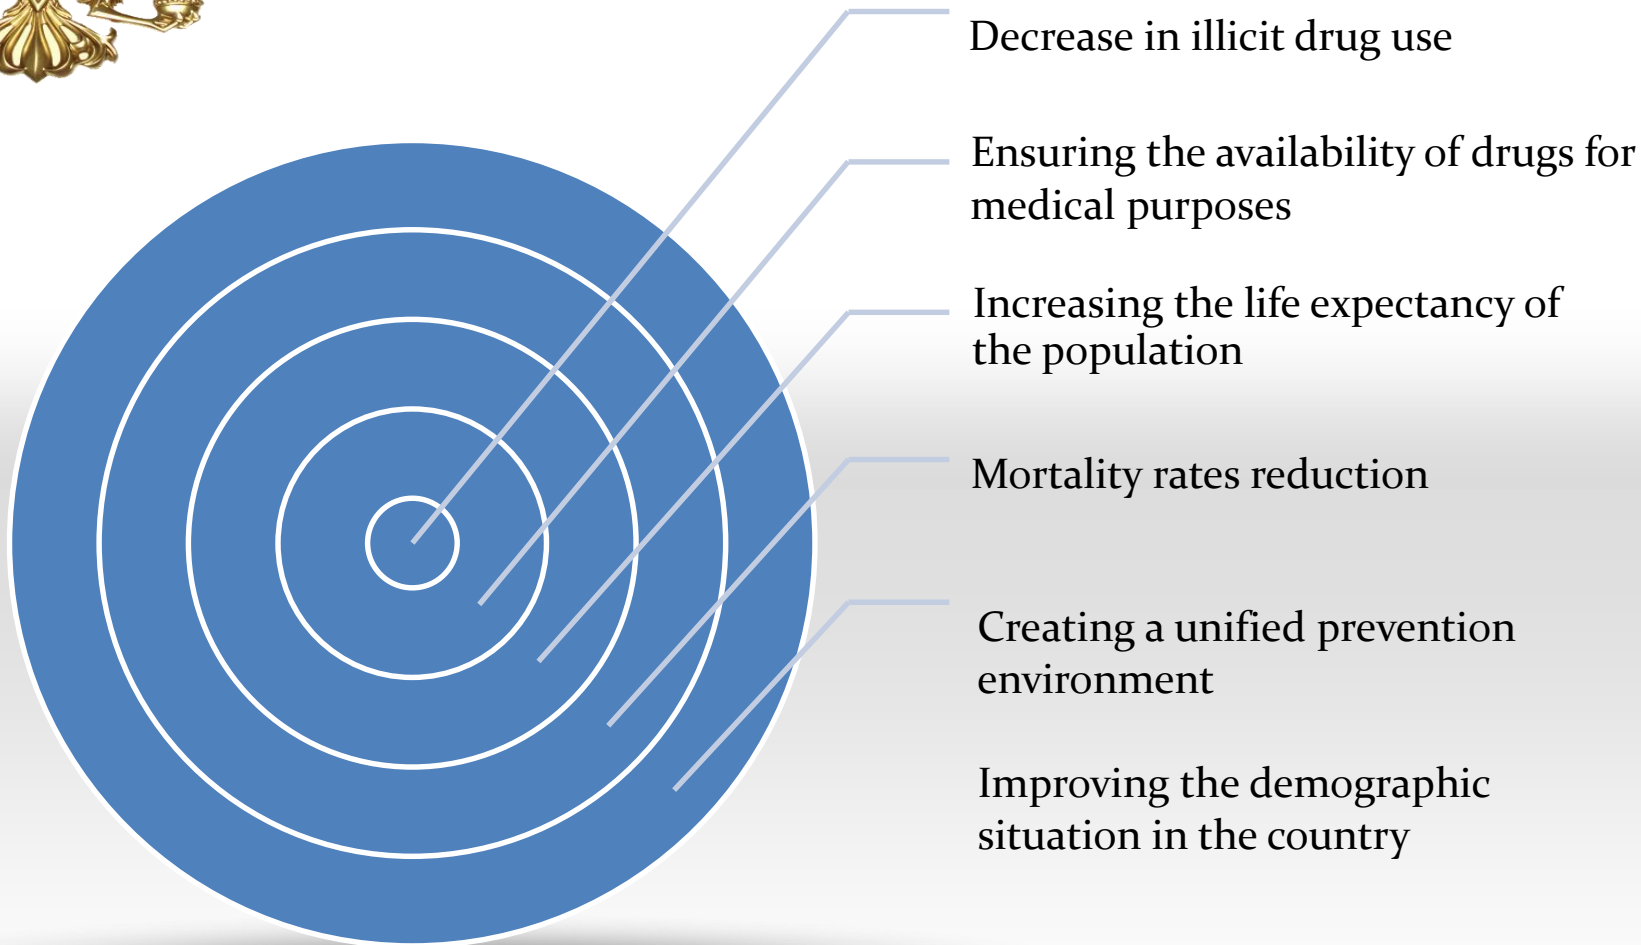 Decrease in illicit drug use
Ensuring the availability of drugs for
medical purposes
Increasing the life expectancy of
the population
Mortality rates reduction
Creating a unified prevention
environment
Improving the demographic
situation in the country